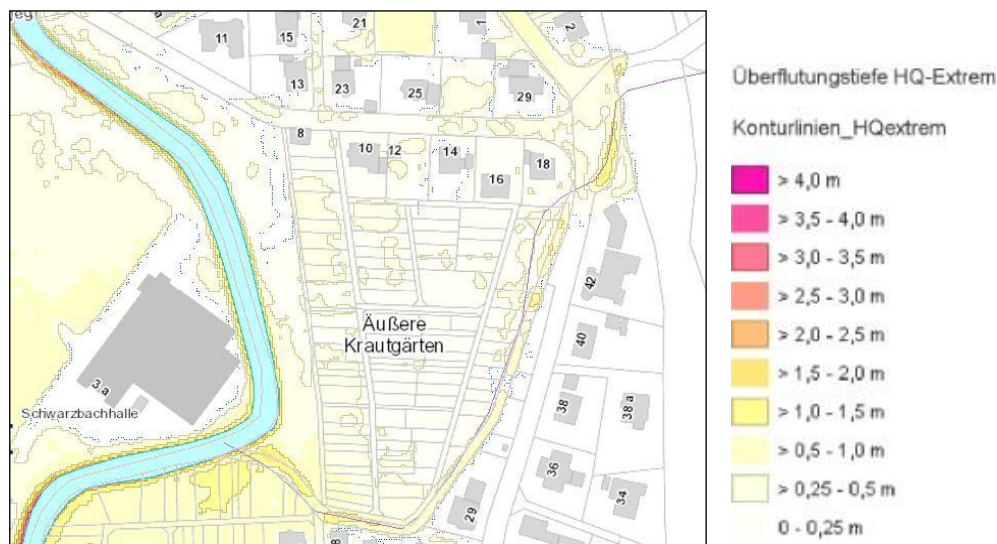 11
15
21
1
2
13
23
25
29
8
10
12
14
16
18
42
Äußere
Krautgärten
40
3 a
38
38 a
Schwarzbachhalle
36
34
29
Überflutungstiefe HQ-Extrem
Konturlinien_HQextrem
> 4,0 m
> 3,5 - 4,0 m
> 3,0 - 3,5 m
> 2,5 - 3,0 m
> 2,0 - 2,5 m
> 1,5 - 2,0 m
> 1,0 - 1,5 m
> 0,5 - 1,0 m
> 0,25 - 0,5 m
0 - 0,25 m